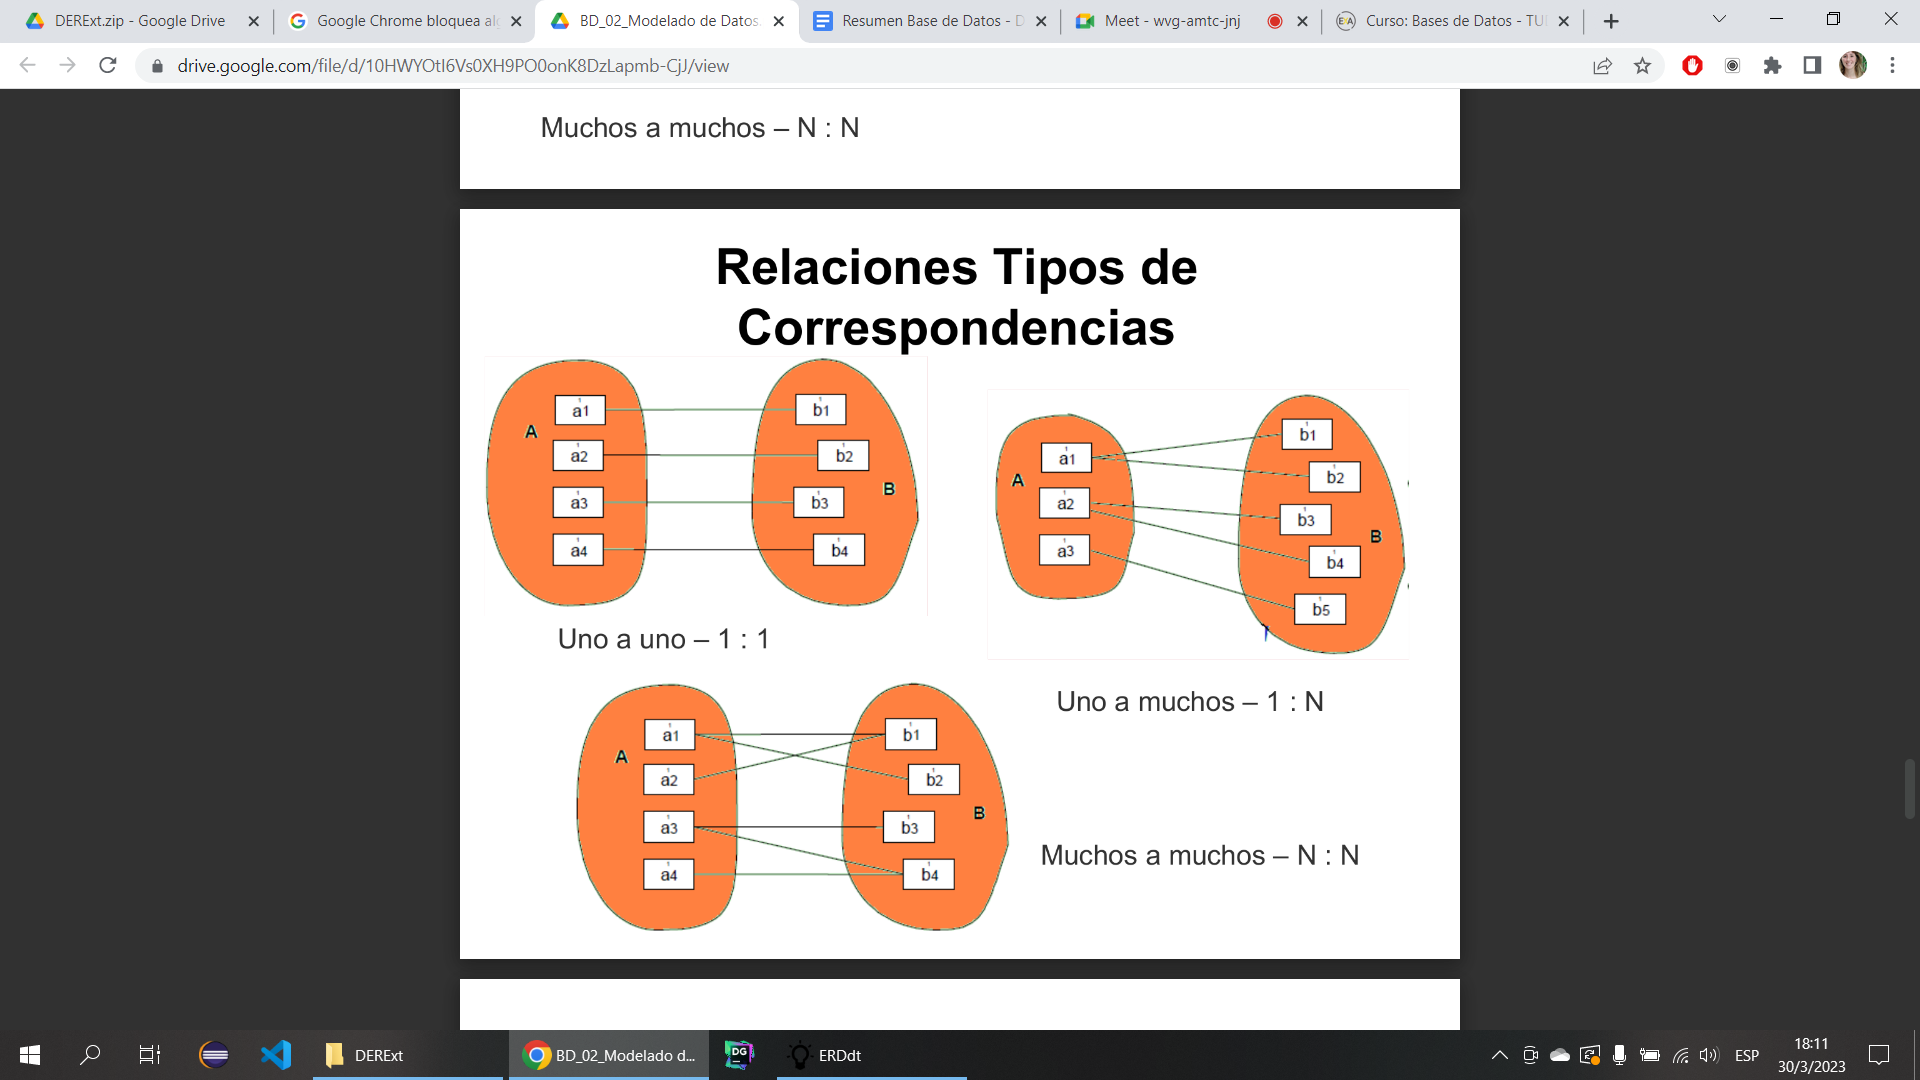 DERExt.zip - Google Drive
Google Chrome bloquea alg
BD_02_Modelado de Datos.
Resumen Base de Datos - D
Meet - wvg-amtc-jnj
Curso: Bases de Datos - TU
drive.google.com/file/d/10HWYOtI6Vs0XH9PO0onK8DzLapmb-CjJ/view
Muchos a muchos – N : N
Relaciones Tipos de
Correspondencias
A
a1
a2
a3
a4
b1
b2
b3
b4
B
Uno a uno – 1 : 1
A
a1
a2
a3
b1
b2
b3
b4
b5
B
Uno a muchos – 1 : N
A
a1
a2
a3
a4
b1
b2
b3
b4
B
Muchos a muchos – N : N
DERExt
BD_02_Modelado d...
DG
ERDdt
ESP
18:11
30/3/2023